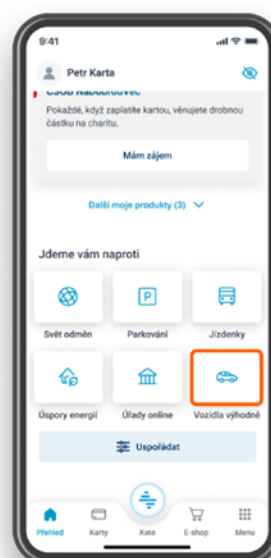 9:41
Petr Karta
ČSOB NaDobroUvěc
Pokaždé, když zaplatíte kartou, věnujete drobnou
částku na charitu.
Mám zájem
Další moje produkty (3)
Jdeme vám naproti
P
Svět odměn Parkování Jízdenky
Úspory energií Úřady online Vozidla výhodně
Uspořádat
Přehled Karty Kate E-shop Menu